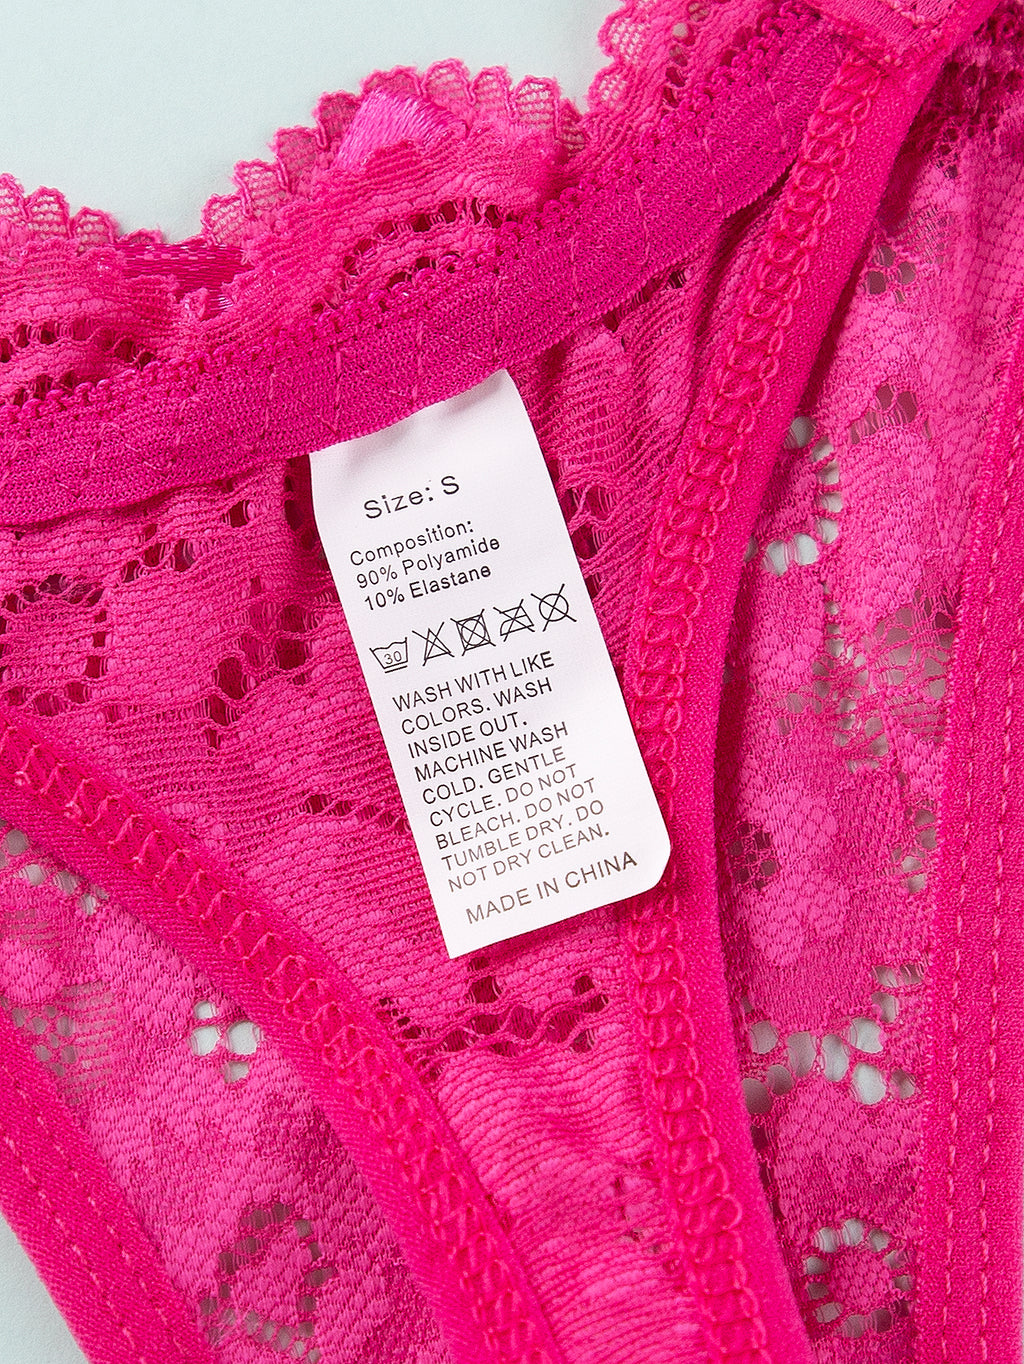 Size: S
Composition:
90% Polyamide
10% Elastane
30
WASH WITH LIKE
COLORS. WASH
INSIDE OUT.
MACHINE WASH
COLD. GENTLE
CYCLE. DO NOT
BLEACH. DO NOT
TUMBLE DRY. DO
NOT DRY CLEAN.
MADE IN CHINA